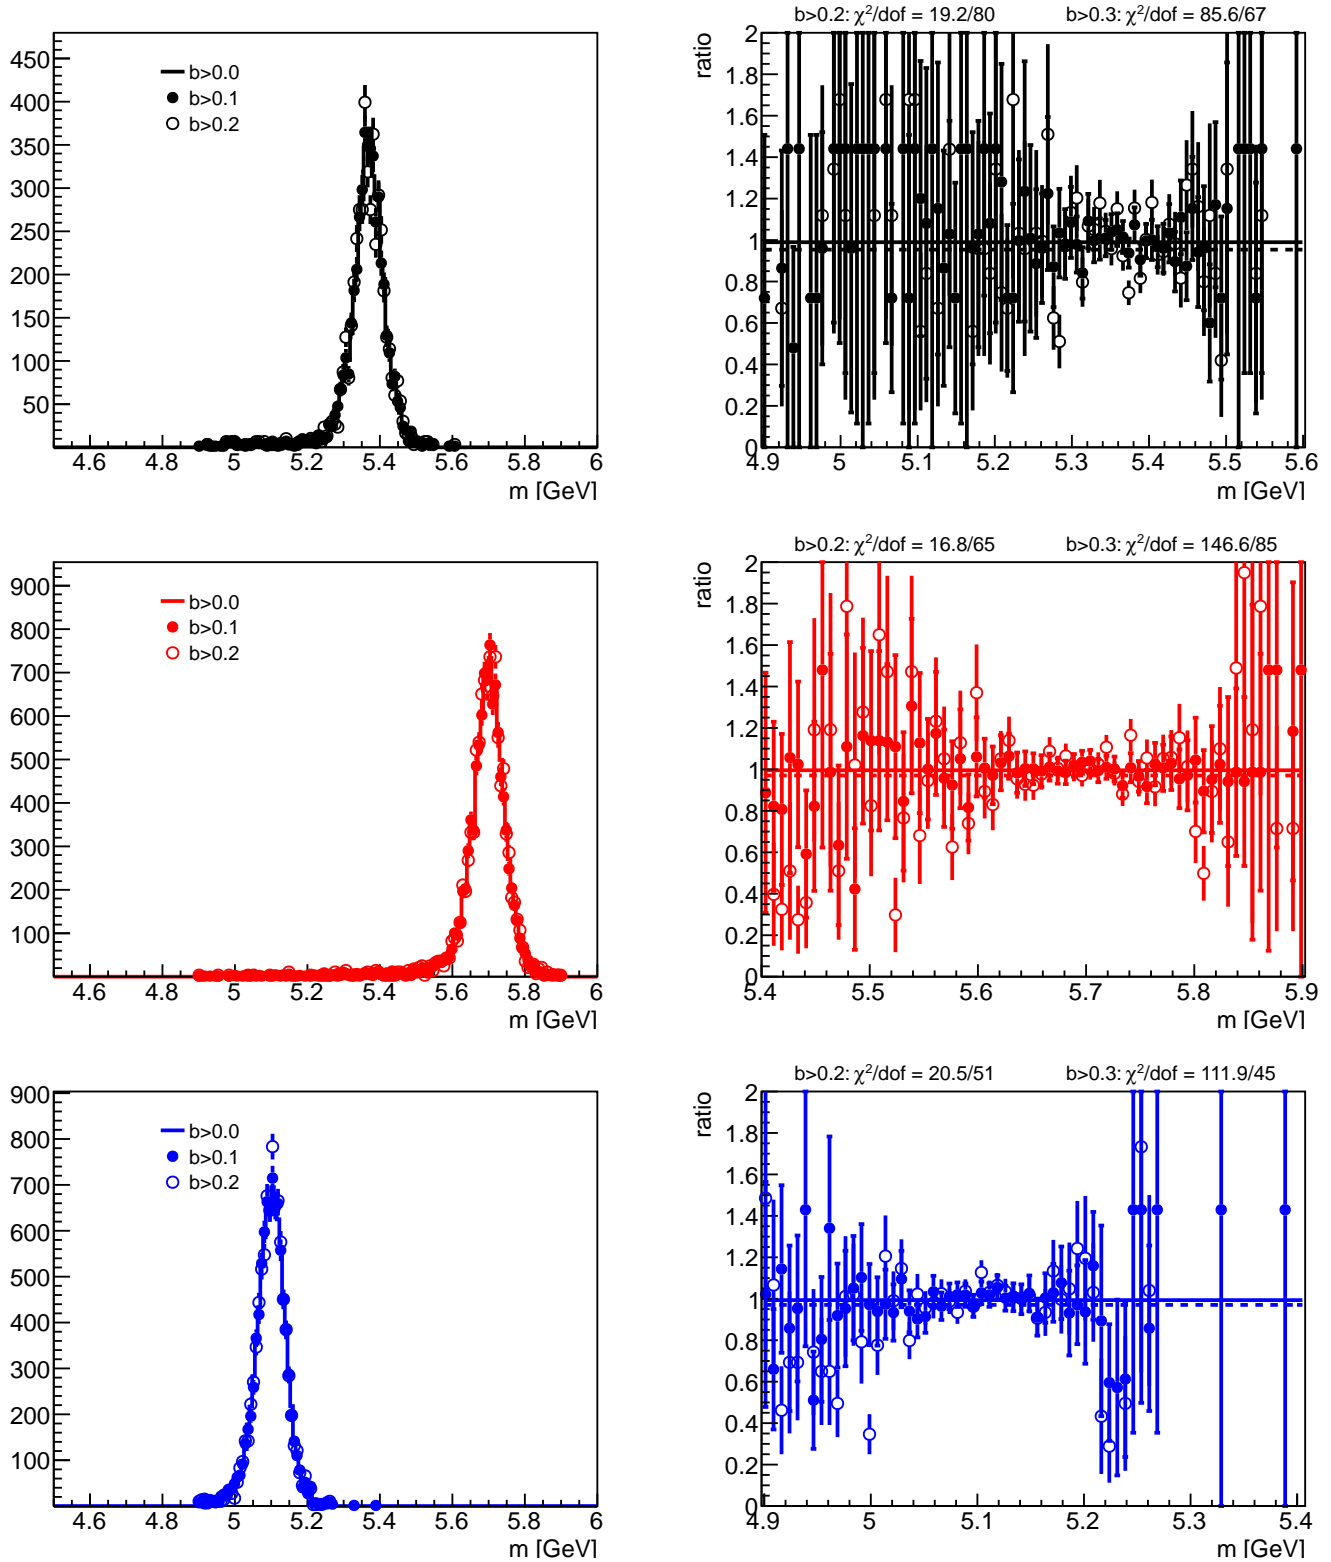 b>0.2: χ²/dof = 19.2/80 b>0.3: χ²/dof = 85.6/67
450
400
350
300
250
200
150
100
50
b>0.0
b>0.1
b>0.2
4.6 4.8 5 5.2 5.4 5.6 5.8 6
m [GeV]
ratio
2
1.8
1.6
1.4
1.2
1
0.8
0.6
0.4
0.2
0
4.9 5 5.1 5.2 5.3 5.4 5.5 5.6
m [GeV]
b>0.2: χ²/dof = 16.8/65 b>0.3: χ²/dof = 146.6/85
900
800
700
600
500
400
300
200
100
b>0.0
b>0.1
b>0.2
4.6 4.8 5 5.2 5.4 5.6 5.8 6
m [GeV]
ratio
2
1.8
1.6
1.4
1.2
1
0.8
0.6
0.4
0.2
0
5.4 5.5 5.6 5.7 5.8 5.9
m [GeV]
b>0.2: χ²/dof = 20.5/51 b>0.3: χ²/dof = 111.9/45
900
800
700
600
500
400
300
200
100
b>0.0
b>0.1
b>0.2
4.6 4.8 5 5.2 5.4 5.6 5.8 6
m [GeV]
ratio
2
1.8
1.6
1.4
1.2
1
0.8
0.6
0.4
0.2
0
4.9 5 5.1 5.2 5.3 5.4
m [GeV]